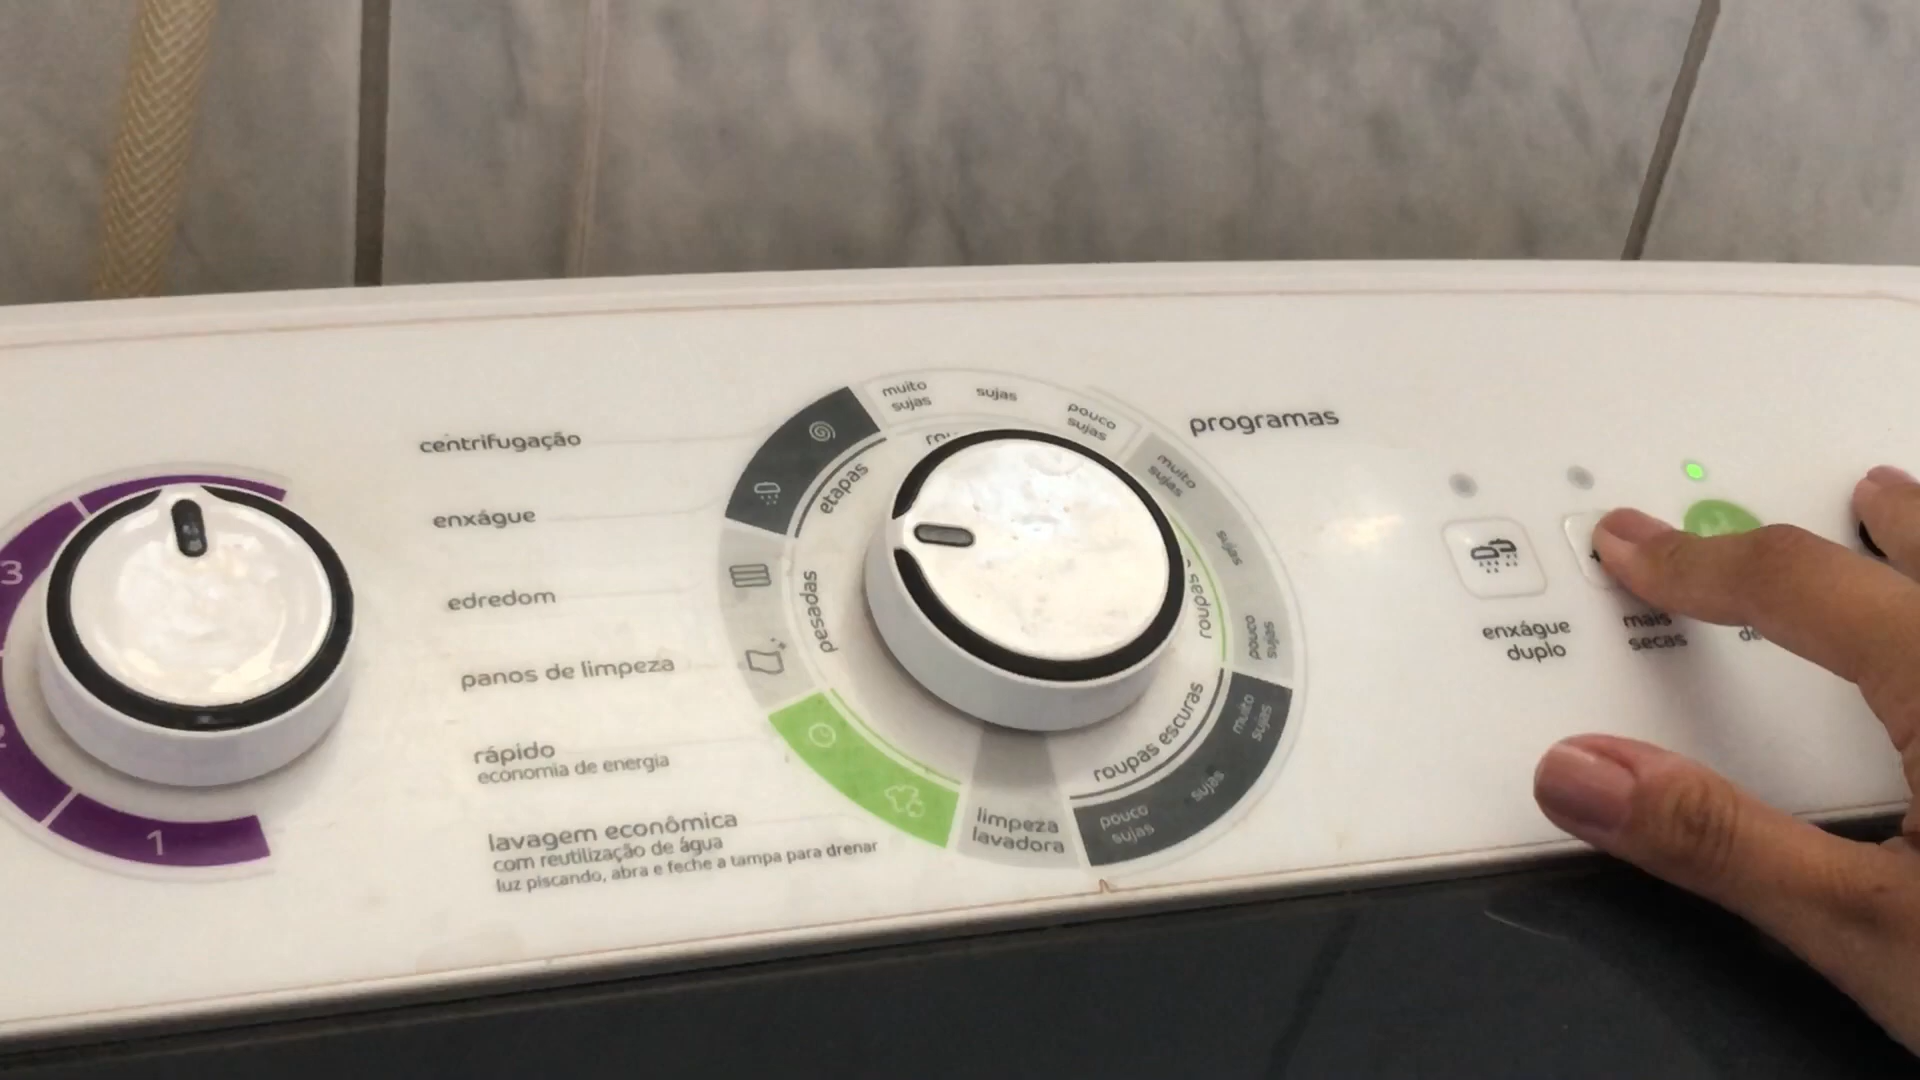 3
1
centrifugação
enxágue
edredom
panos de limpeza
rápido
economia de energia
lavagem econômica
com reutilização de água
luz piscando, abra e feche a tampa para drenar
etapas
pesadas
muito
sujas
sujas
pouco
sujas
muito
sujas
sujas
pouco
sujas
roupas
muito
sujas
sujas
pouco
sujas
roupas escuras
limpeza
lavadora
programas
enxágue
duplo
mais
secas